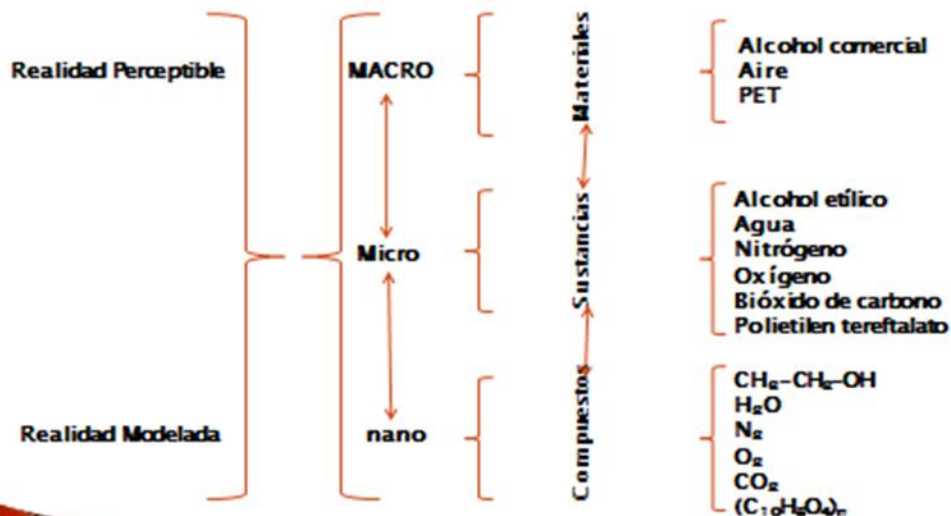 Realidad Perceptible
MACRO
Materiales
Alcohol comercial
Aire
PET
Micro
Sustancias
Alcohol etílico
Agua
Nitrógeno
Oxígeno
Bióxido de carbono
Polietilen tereftalato
Realidad Modelada
nano
Compuestos
CH₃–CH₂–OH
H₂O
N₂
O₂
CO₂
(C₁₀H₈O₄)ₙ